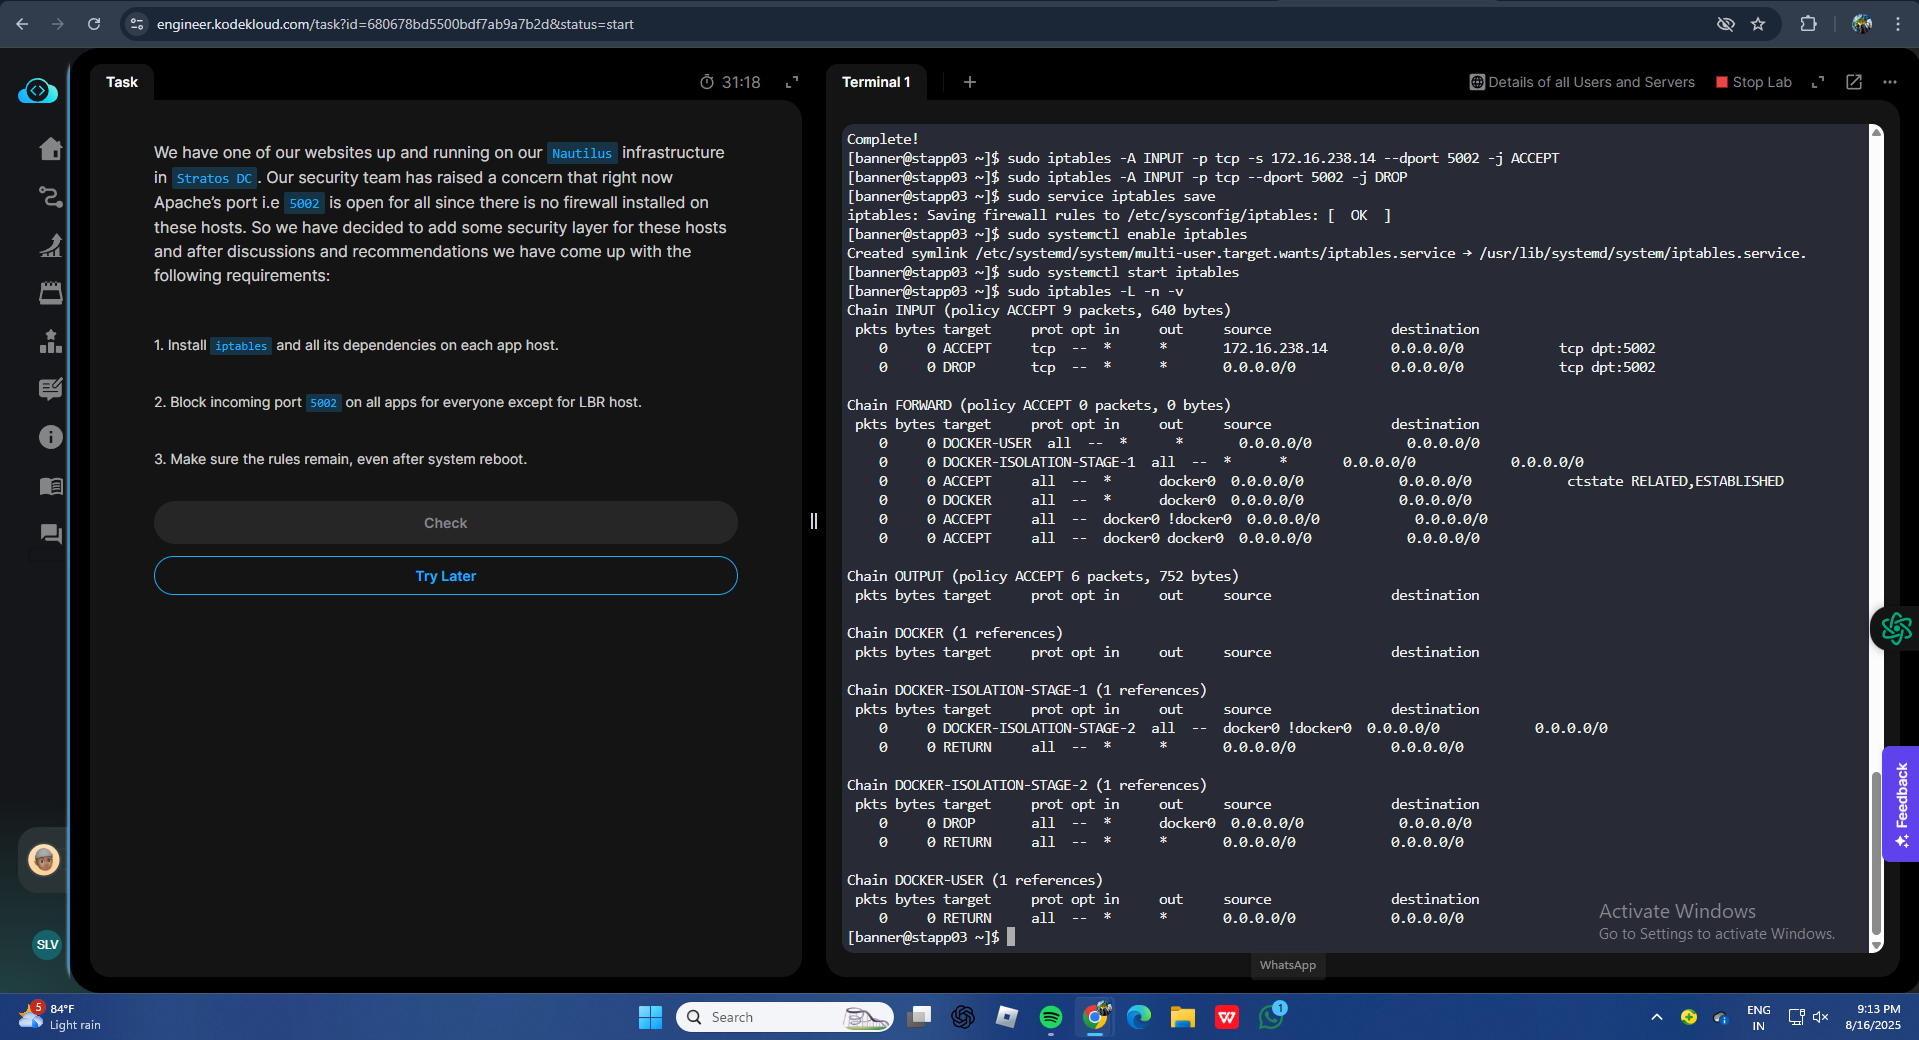 engineer.kodekloud.com/task?id=680678bd5500bdf7ab9a7b2d&status=start
Task
31:18
We have one of our websites up and running on our Nautilus infrastructure
in Stratos DC . Our security team has raised a concern that right now
Apache's port i.e 5002 is open for all since there is no firewall installed on
these hosts. So we have decided to add some security layer for these hosts
and after discussions and recommendations we have come up with the
following requirements:
1. Install iptables and all its dependencies on each app host.
2. Block incoming port 5002 on all apps for everyone except for LBR host.
3. Make sure the rules remain, even after system reboot.
Check
Try Later
SLV
Terminal 1
+
Details of all Users and Servers
Stop Lab
Complete!
[banner@stapp03 ~]$ sudo iptables -A INPUT -p tcp -s 172.16.238.14 --dport 5002 -j ACCEPT
[banner@stapp03 ~]$ sudo iptables -A INPUT -p tcp --dport 5002 -j DROP
[banner@stapp03 ~]$ sudo service iptables save
iptables: Saving firewall rules to /etc/sysconfig/iptables: [  OK  ]
[banner@stapp03 ~]$ sudo systemctl enable iptables
Created symlink /etc/systemd/system/multi-user.target.wants/iptables.service → /usr/lib/systemd/system/iptables.service.
[banner@stapp03 ~]$ sudo systemctl start iptables
[banner@stapp03 ~]$ sudo iptables -L -n -v
Chain INPUT (policy ACCEPT 9 packets, 640 bytes)
pkts bytes target prot opt in out source destination
0 0 ACCEPT tcp -- * * 172.16.238.14 0.0.0.0/0 tcp dpt:5002
0 0 DROP tcp -- * * 0.0.0.0/0 0.0.0.0/0 tcp dpt:5002
Chain FORWARD (policy ACCEPT 0 packets, 0 bytes)
pkts bytes target prot opt in out source destination
0 0 DOCKER-USER all -- * * 0.0.0.0/0 0.0.0.0/0
0 0 DOCKER-ISOLATION-STAGE-1 all -- * * 0.0.0.0/0 0.0.0.0/0
0 0 ACCEPT all -- * docker0 0.0.0.0/0 0.0.0.0/0 ctstate RELATED,ESTABLISHED
0 0 DOCKER all -- * docker0 0.0.0.0/0 0.0.0.0/0
0 0 ACCEPT all -- docker0 !docker0 0.0.0.0/0 0.0.0.0/0
0 0 ACCEPT all -- docker0 docker0 0.0.0.0/0 0.0.0.0/0
Chain OUTPUT (policy ACCEPT 6 packets, 752 bytes)
pkts bytes target prot opt in out source destination
Chain DOCKER (1 references)
pkts bytes target prot opt in out source destination
Chain DOCKER-ISOLATION-STAGE-1 (1 references)
pkts bytes target prot opt in out source destination
0 0 DOCKER-ISOLATION-STAGE-2 all -- docker0 !docker0 0.0.0.0/0 0.0.0.0/0
0 0 RETURN all -- * * 0.0.0.0/0 0.0.0.0/0
Chain DOCKER-ISOLATION-STAGE-2 (1 references)
pkts bytes target prot opt in out source destination
0 0 DROP all -- * docker0 0.0.0.0/0 0.0.0.0/0
0 0 RETURN all -- * * 0.0.0.0/0 0.0.0.0/0
Chain DOCKER-USER (1 references)
pkts bytes target prot opt in out source destination
0 0 RETURN all -- * * 0.0.0.0/0 0.0.0.0/0
[banner@stapp03 ~]$
Activate Windows
Go to Settings to activate Windows.
Feedback
WhatsApp
5
84°F
Light rain
Search
W
1
ENG
IN
9:13 PM
8/16/2025